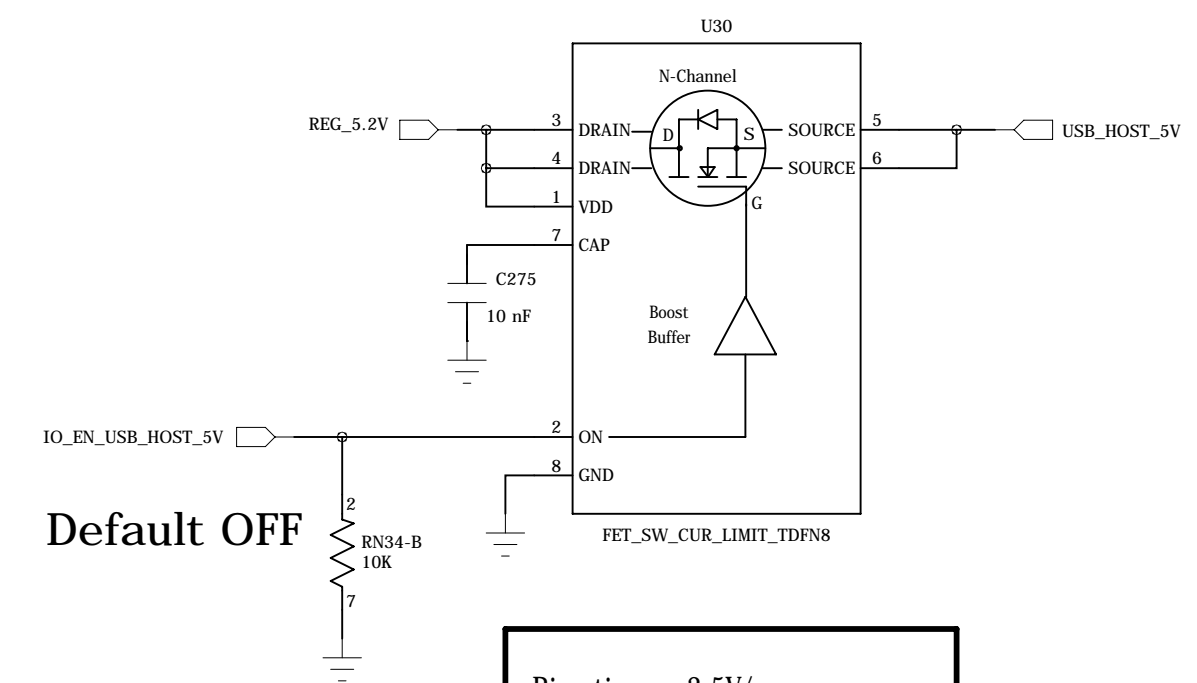 U30
N-Channel
REG_5.2V
3
DRAIN
D
S
SOURCE
5
USB_HOST_5V
4
DRAIN
SOURCE
6
1
VDD
G
7
CAP
C275
10 nF
Boost
Buffer
IO_EN_USB_HOST_5V
2
ON
8
GND
Default OFF
2
RN34-B
10K
7
FET_SW_CUR_LIMIT_TDFN8